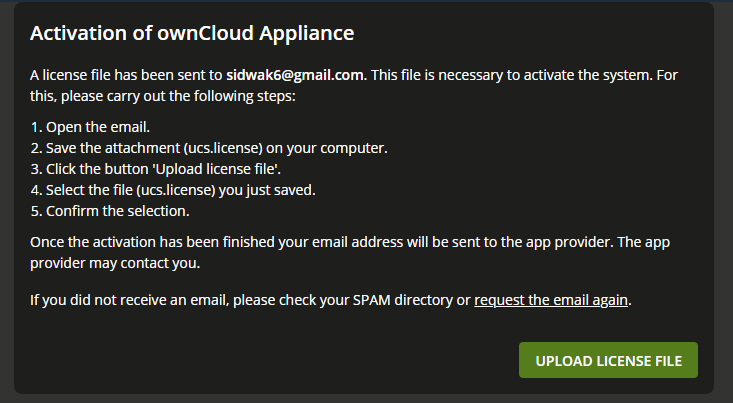 Activation of ownCloud Appliance
A license file has been sent to sidwak6@gmail.com. This file is necessary to activate the system. For
this, please carry out the following steps:
1. Open the email.
2. Save the attachment (ucs.license) on your computer.
3. Click the button 'Upload license file'.
4. Select the file (ucs.license) you just saved.
5. Confirm the selection.
Once the activation has been finished your email address will be sent to the app provider. The app
provider may contact you.
If you did not receive an email, please check your SPAM directory or request the email again.
UPLOAD LICENSE FILE